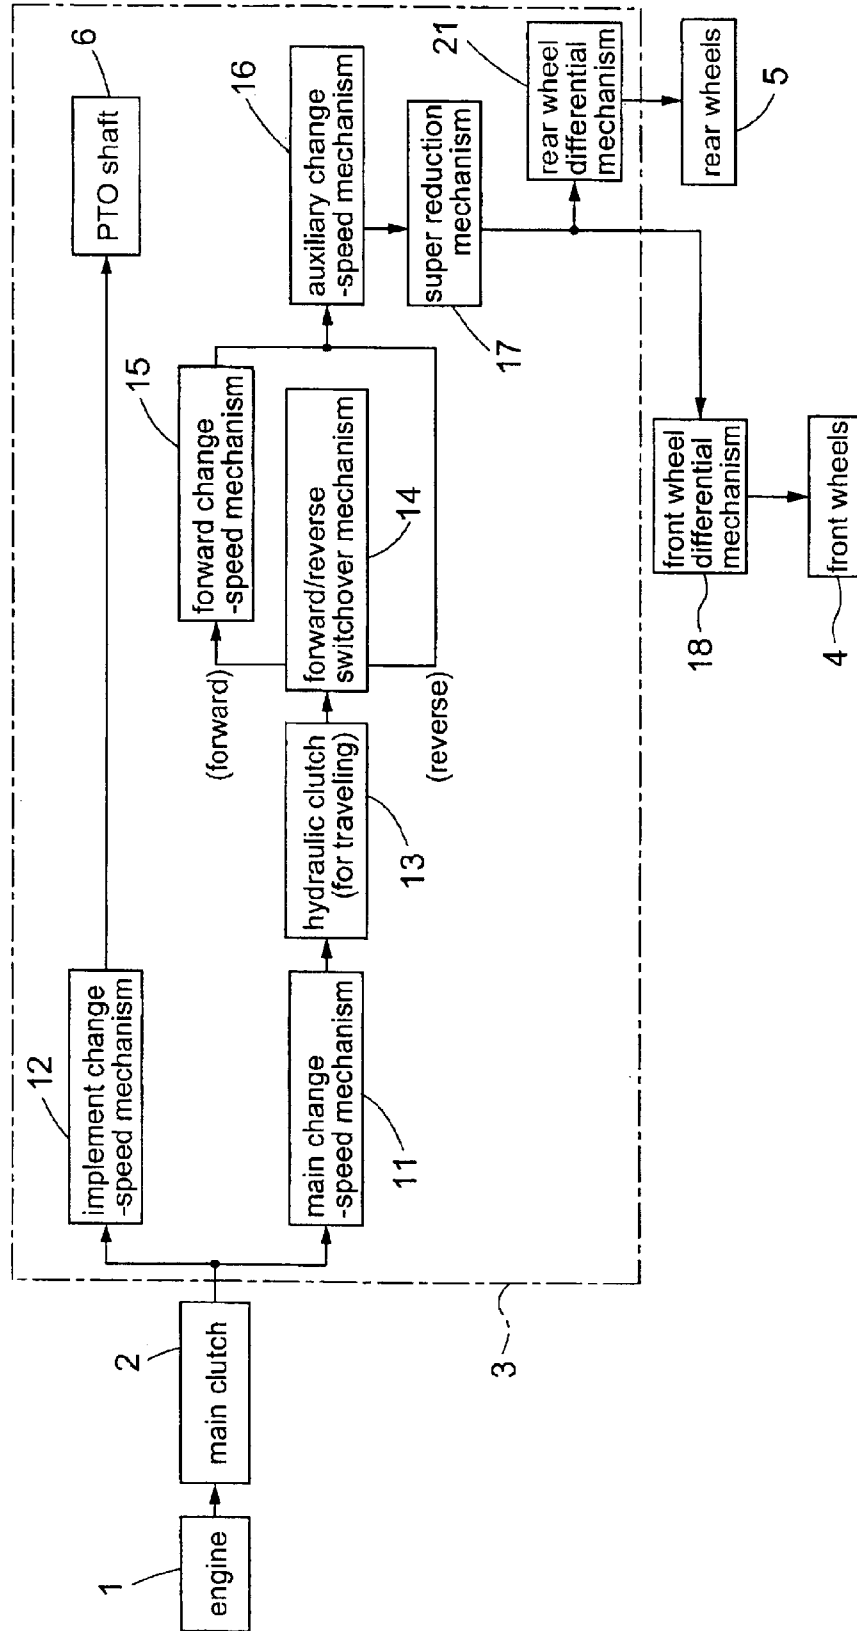 1
engine
2
main clutch
3
12
implement change
-speed mechanism
6
PTO shaft
main change
-speed mechanism
11
hydraulic clutch
(for traveling)
13
(forward)
15
forward change
-speed mechanism
forward/reverse
switchover mechanism
14
(reverse)
16
auxiliary change
-speed mechanism
super reduction
mechanism
17
21
rear wheel
differential
mechanism
rear wheels
5
front wheel
differential
mechanism
18
front wheels
4